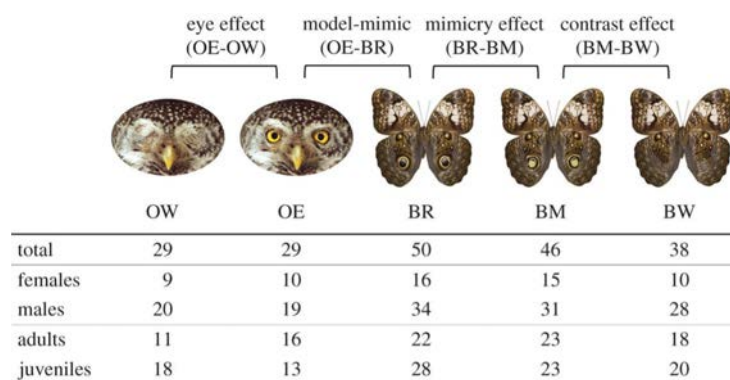 eye effect model-mimic mimicry effect contrast effect
(OE-OW) (OE-BR) (BR-BM) (BM-BW)
OW OE BR BM BW
total 29 29 50 46 38
females 9 10 16 15 10
males 20 19 34 31 28
adults 11 16 22 23 18
juveniles 18 13 28 23 20